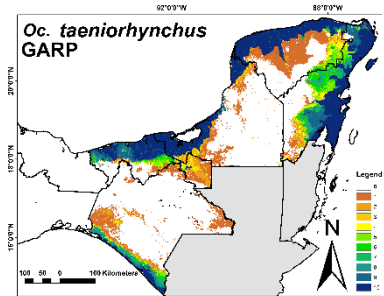 92°0'0"W
88°0'0"W
Oc. taeniorhynchus
GARP
20°0'0"N
18°0'0"N
16°0'0"N
Legend
0
1
2
3
4
5
6
7
8
9
10
N
100 50 0 100 Kilometers